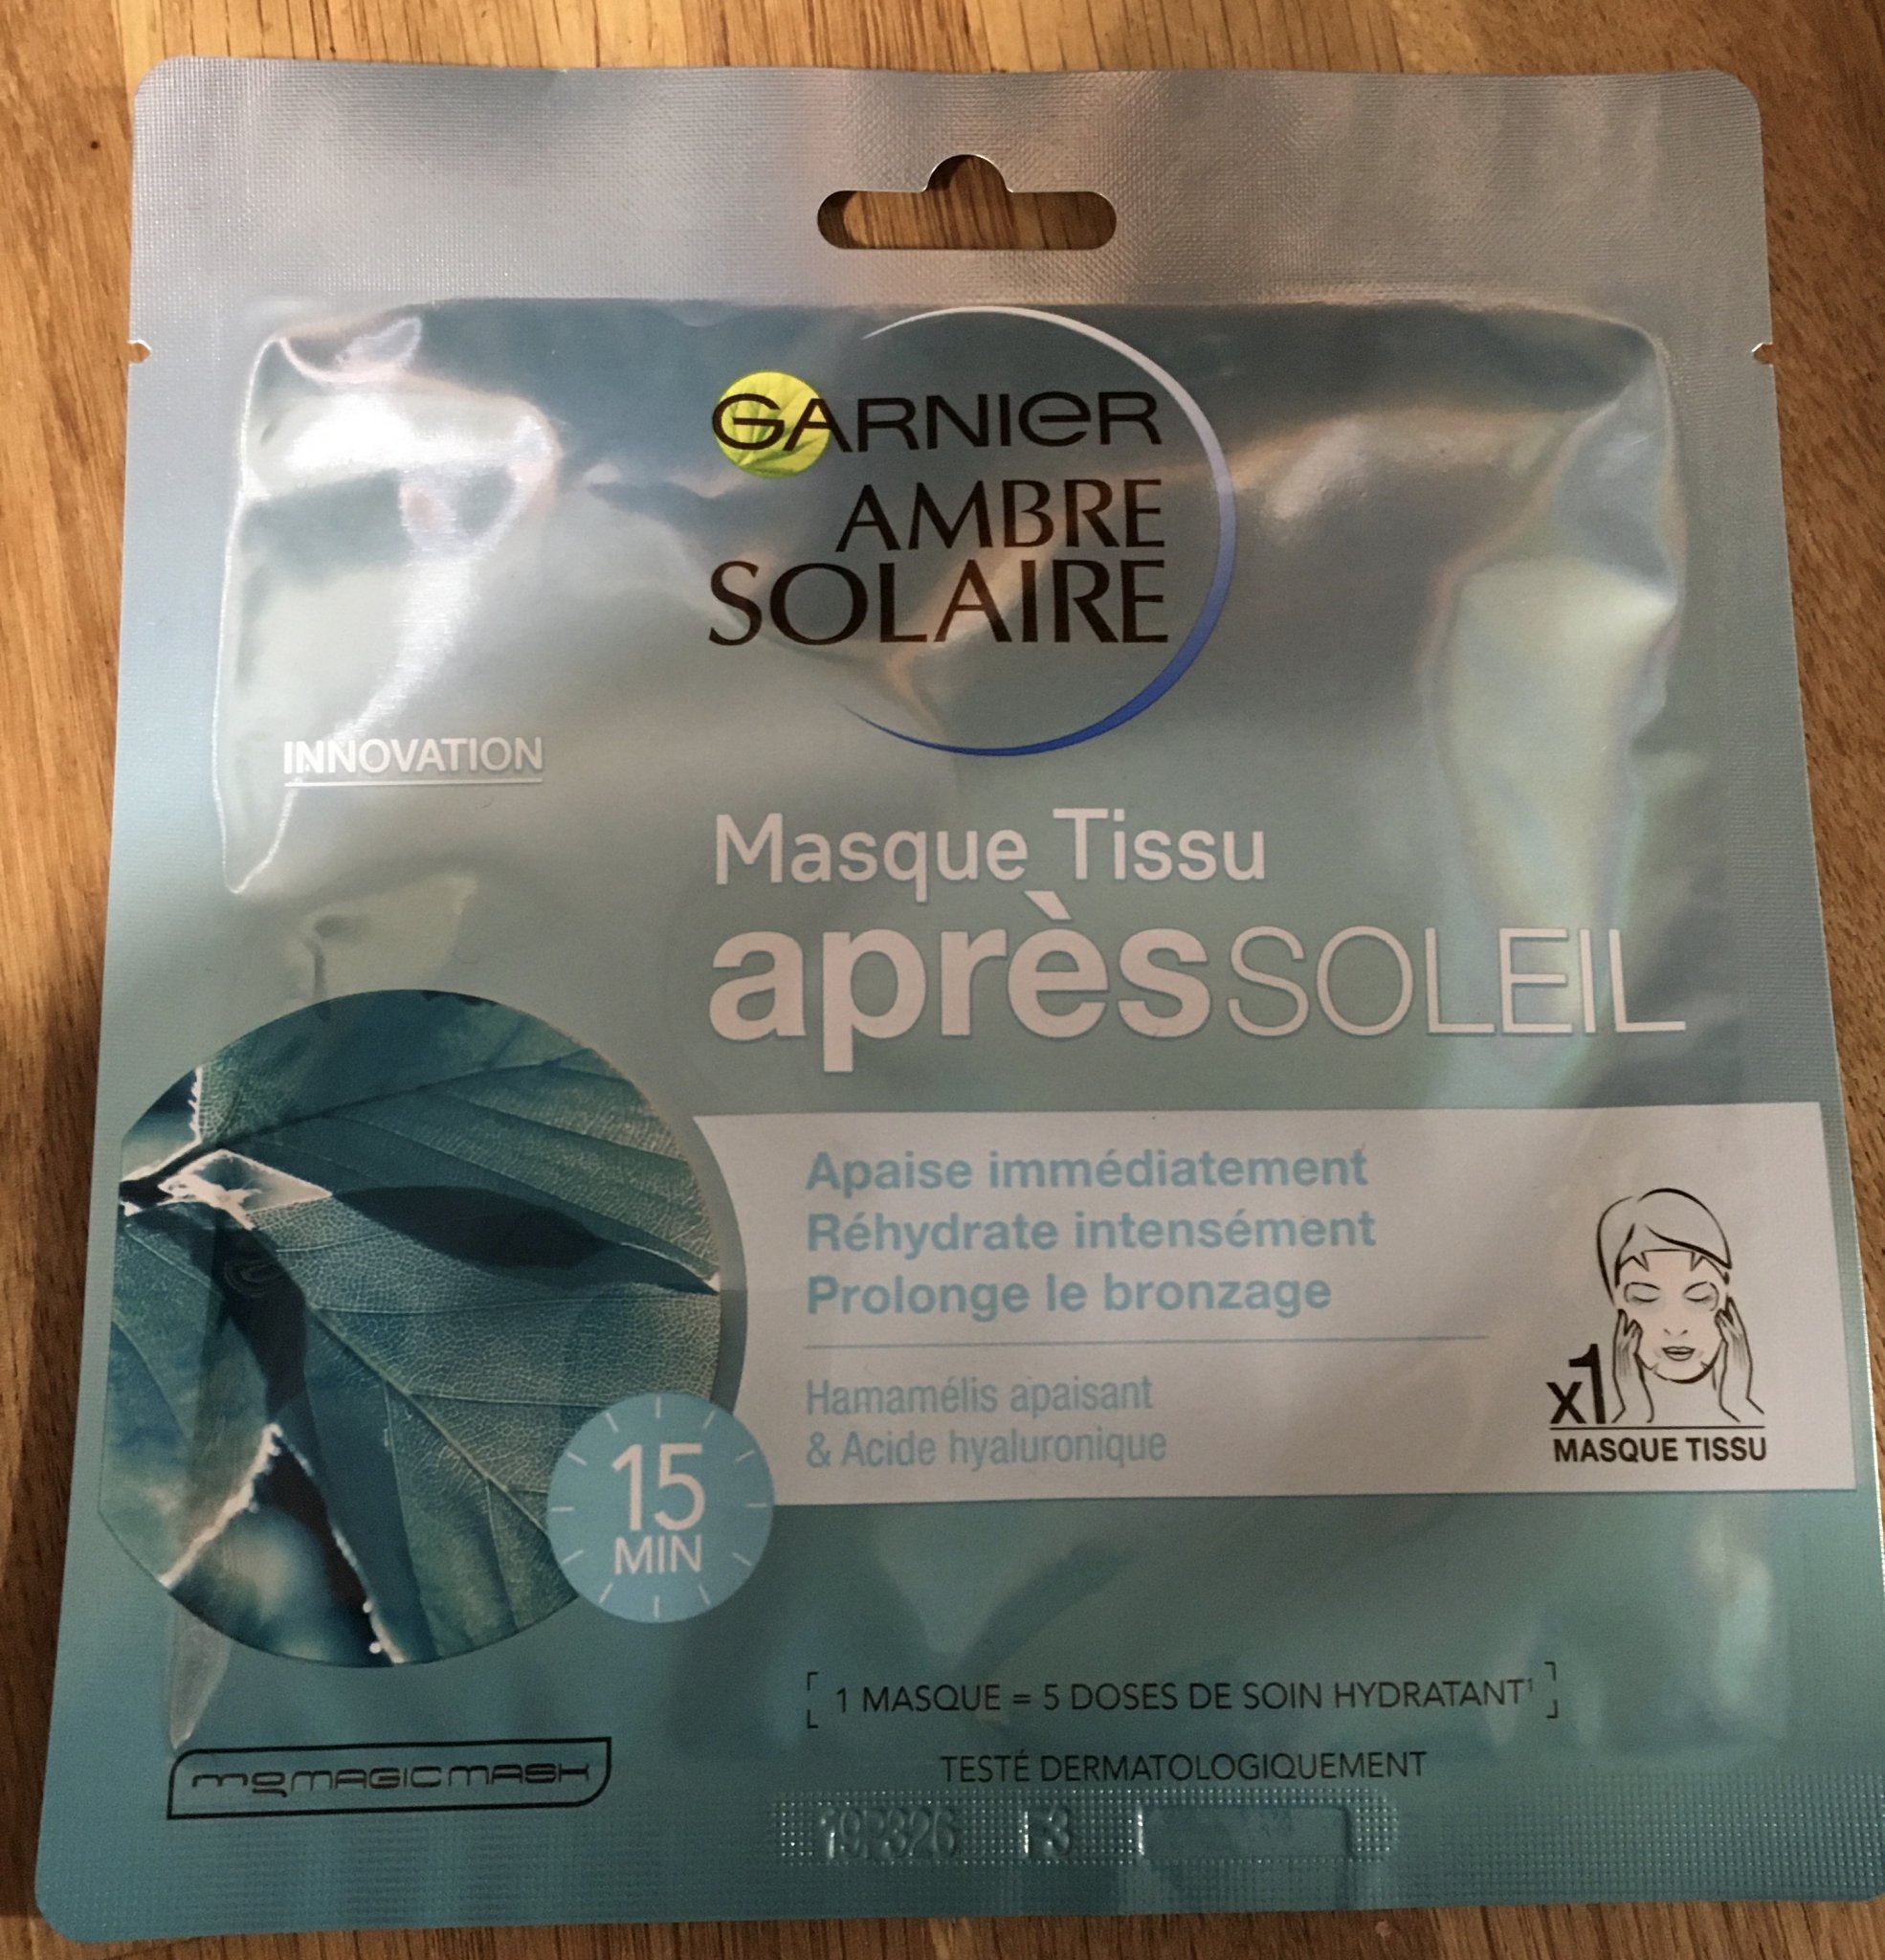 GARNIER
AMBRE
SOLAIRE
INNOVATION
Masque Tissu
aprèsSOLEIL
Apaise immédiatement
Réhydrate intensément
Prolonge le bronzage
Hamamélis apaisant
& Acide hyaluronique
x1
MASQUE TISSU
15
MIN
[ 1 MASQUE = 5 DOSES DE SOIN HYDRATANT¹ ]
TESTÉ DERMATOLOGIQUEMENT
mg MAGIC MASK